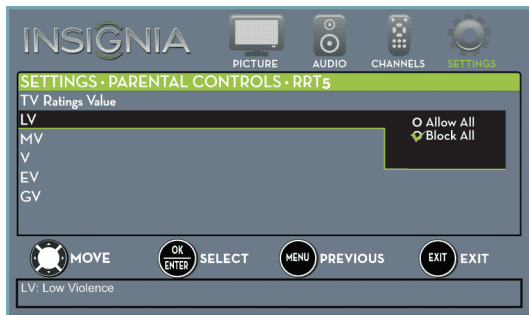 INSIGNIA
PICTURE AUDIO CHANNELS SETTINGS
SETTINGS • PARENTAL CONTROLS • RRT5
TV Ratings Value
LV
Allow All
MV
Block All
V
EV
GV
MOVE OK ENTER SELECT MENU PREVIOUS EXIT EXIT
LV: Low Violence